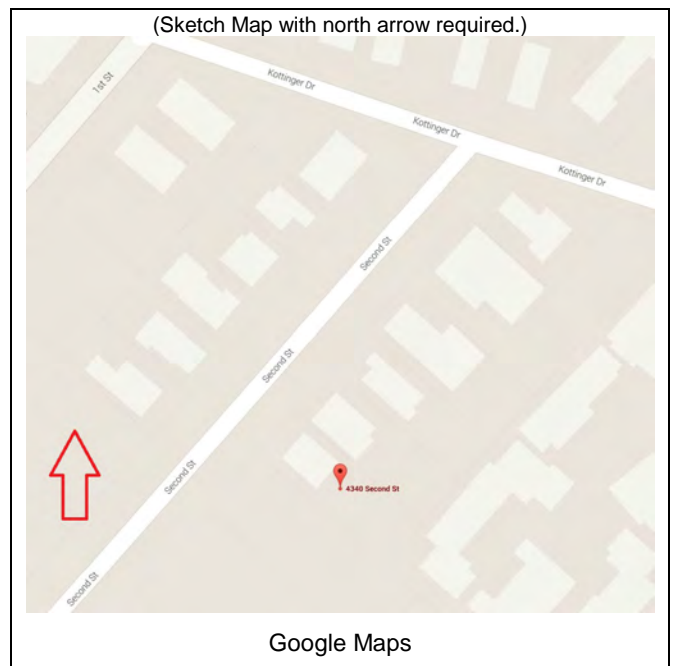 (Sketch Map with north arrow required.)
1st St
Kottinger Dr
Kottinger Dr
Kottinger Dr
Second St
Second St
Second St
Second St
4340 Second St
Google Maps